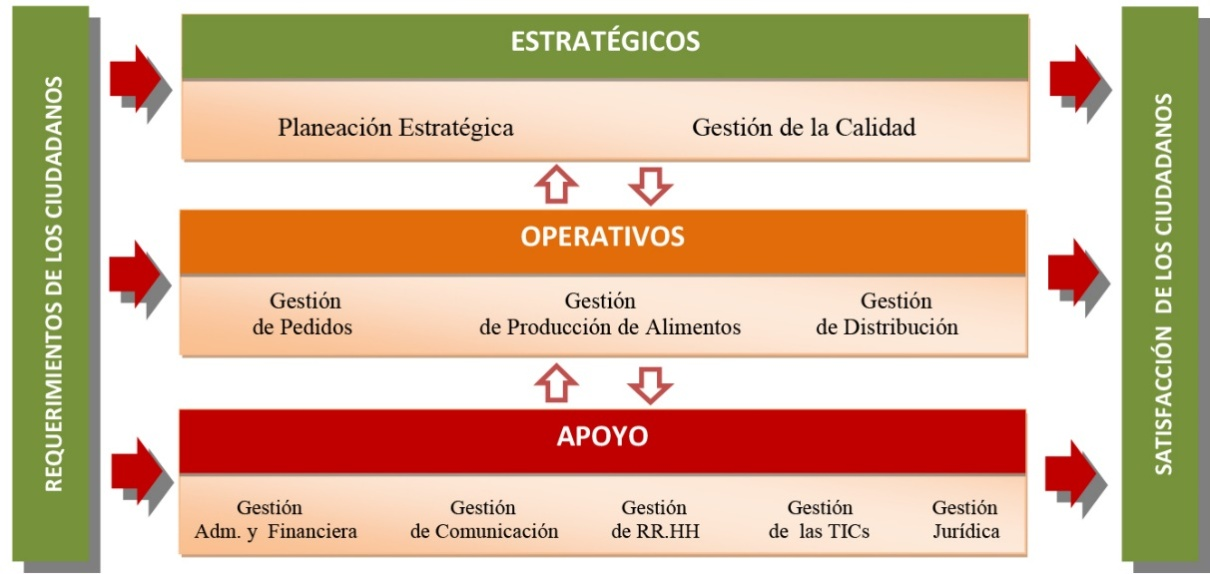 REQUERIMIENTOS DE LOS CIUDADANOS
ESTRATÉGICOS
Planeación Estratégica
Gestión de la Calidad
OPERATIVOS
Gestión
de Pedidos
Gestión
de Producción de Alimentos
Gestión
de Distribución
APOYO
Gestión
Adm. y Financiera
Gestión
de Comunicación
Gestión
de RR.HH
Gestión
de las TICs
Gestión
Jurídica
SATISFACCIÓN DE LOS CIUDADANOS